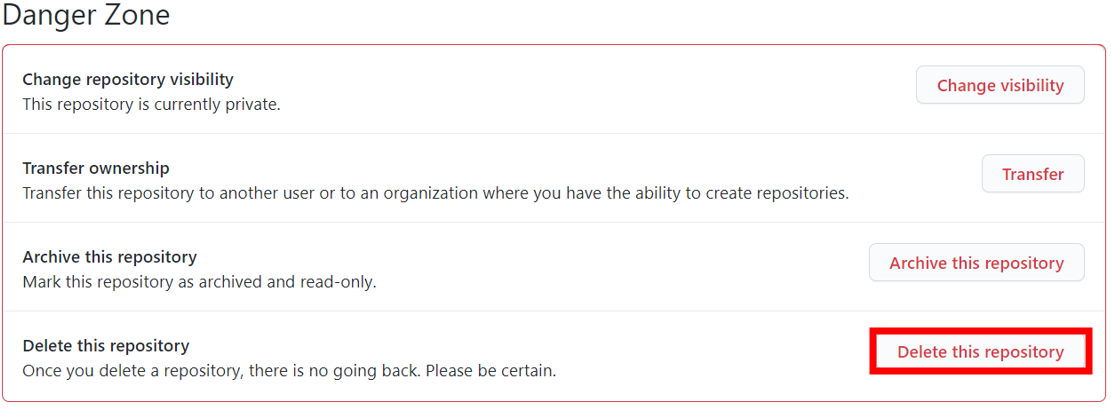 Danger Zone
Change repository visibility
This repository is currently private.
Change visibility
Transfer ownership
Transfer this repository to another user or to an organization where you have the ability to create repositories.
Transfer
Archive this repository
Mark this repository as archived and read-only.
Archive this repository
Delete this repository
Once you delete a repository, there is no going back. Please be certain.
Delete this repository